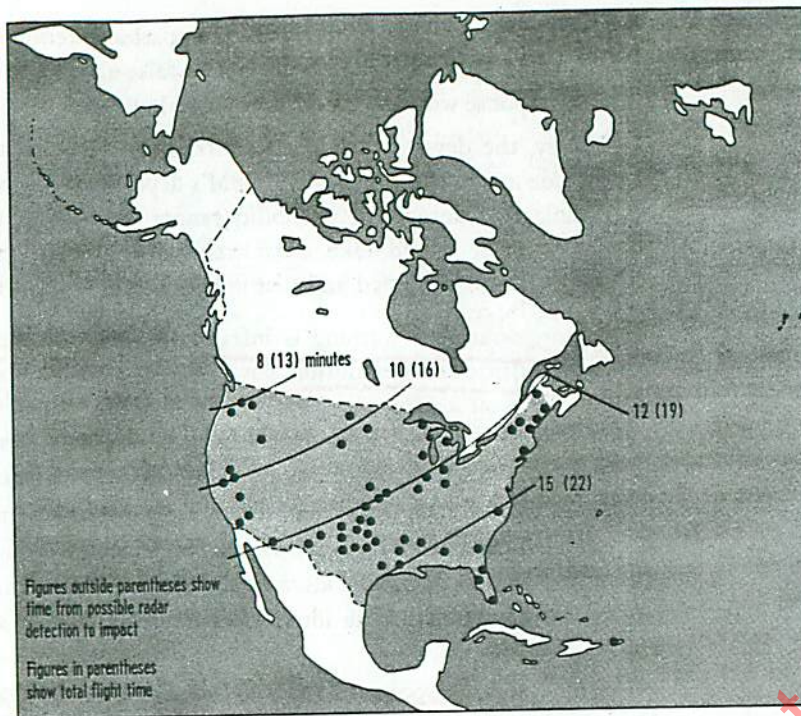 8 (13) minutes
10 (16)
12 (19)
15 (22)
Figures outside parentheses show
time from possible radar
detection to impact
Figures in parentheses
show total flight time